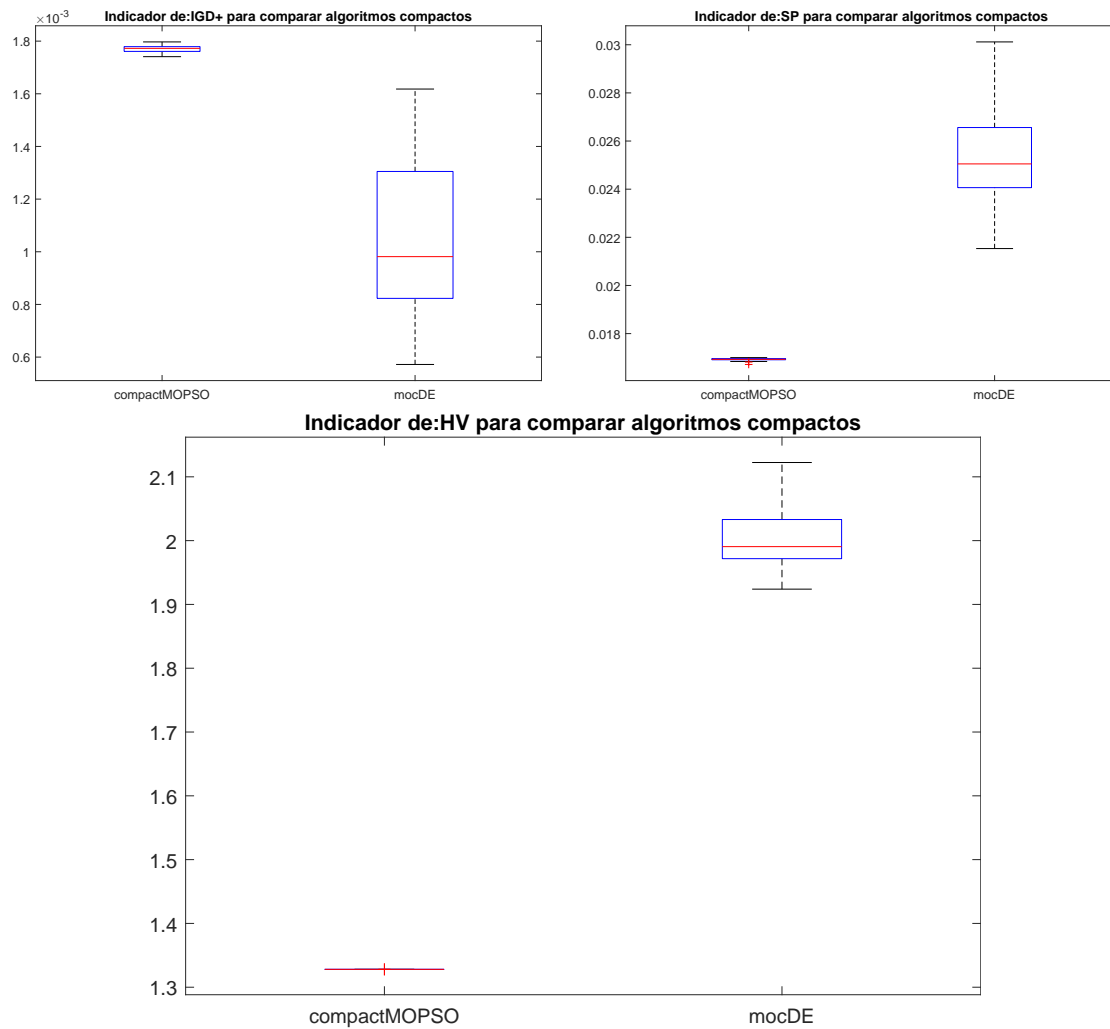 Indicador de:IGD+ para comparar algoritmos compactos
×10-3
1.8
1.6
1.4
1.2
1
0.8
0.6
compactMOPSO
mocDE
Indicador de:SP para comparar algoritmos compactos
0.03
0.028
0.026
0.024
0.022
0.02
0.018
compactMOPSO
mocDE
Indicador de:HV para comparar algoritmos compactos
2.1
2
1.9
1.8
1.7
1.6
1.5
1.4
1.3
compactMOPSO
mocDE